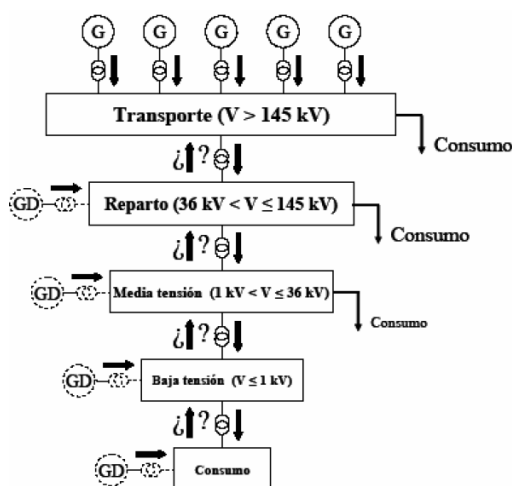 G G G G G
Transporte (V > 145 kV)
Consumo
¿ ?
GD
Reparto (36 kV < V ≤ 145 kV)
Consumo
¿ ?
GD
Media tensión (1 kV < V ≤ 36 kV)
Consumo
¿ ?
GD
Baja tensión (V ≤ 1 kV)
¿ ?
GD
Consumo